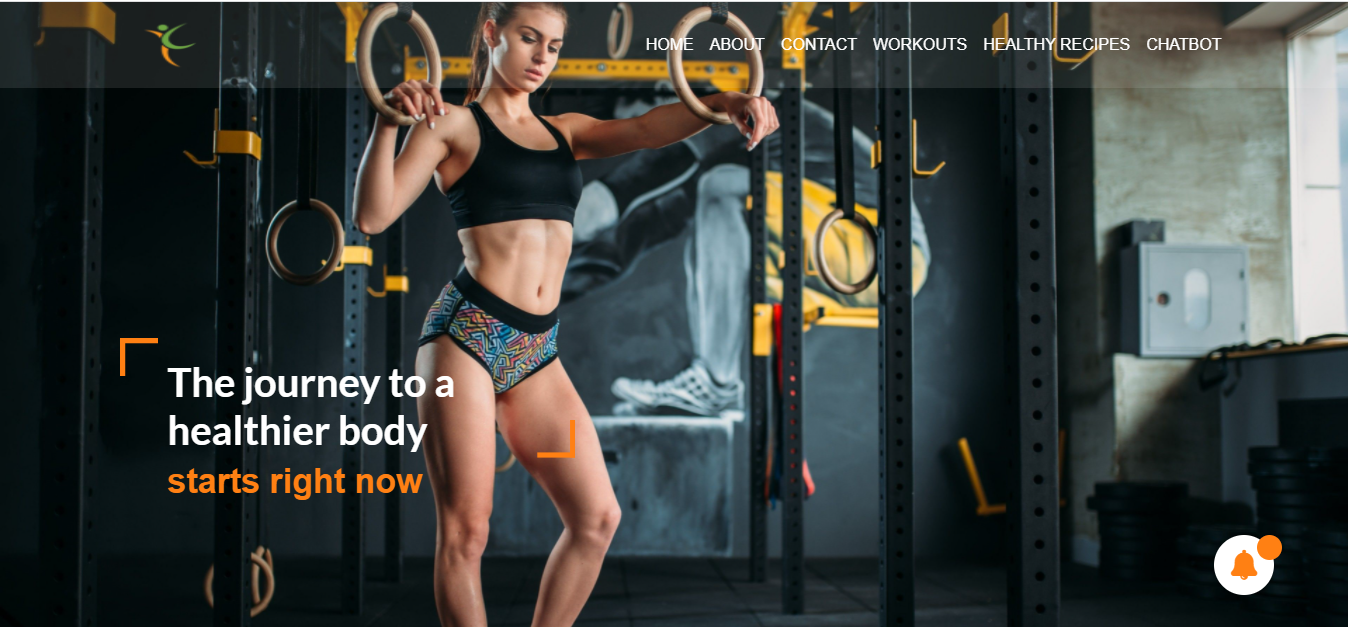 HOME ABOUT CONTACT WORKOUTS HEALTHY RECIPES CHATBOT
The journey to a
healthier body
starts right now